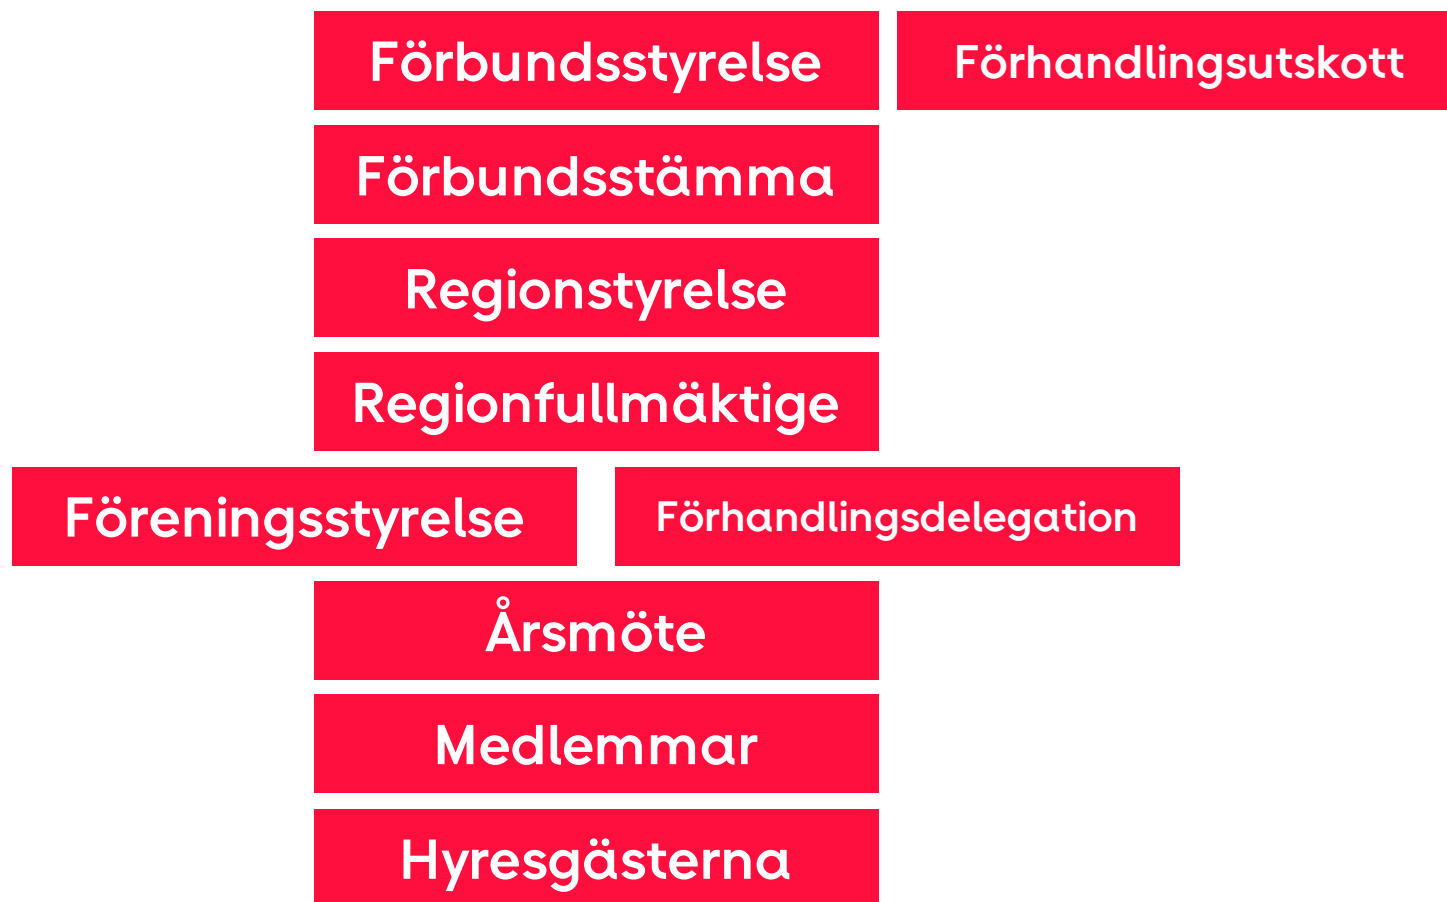 Förbundsstyrelse
Förhandlingsutskott
Förbundsstämma
Regionstyrelse
Regionfullmäktige
Föreningsstyrelse
Förhandlingsdelegation
Årsmöte
Medlemmar
Hyresgästerna